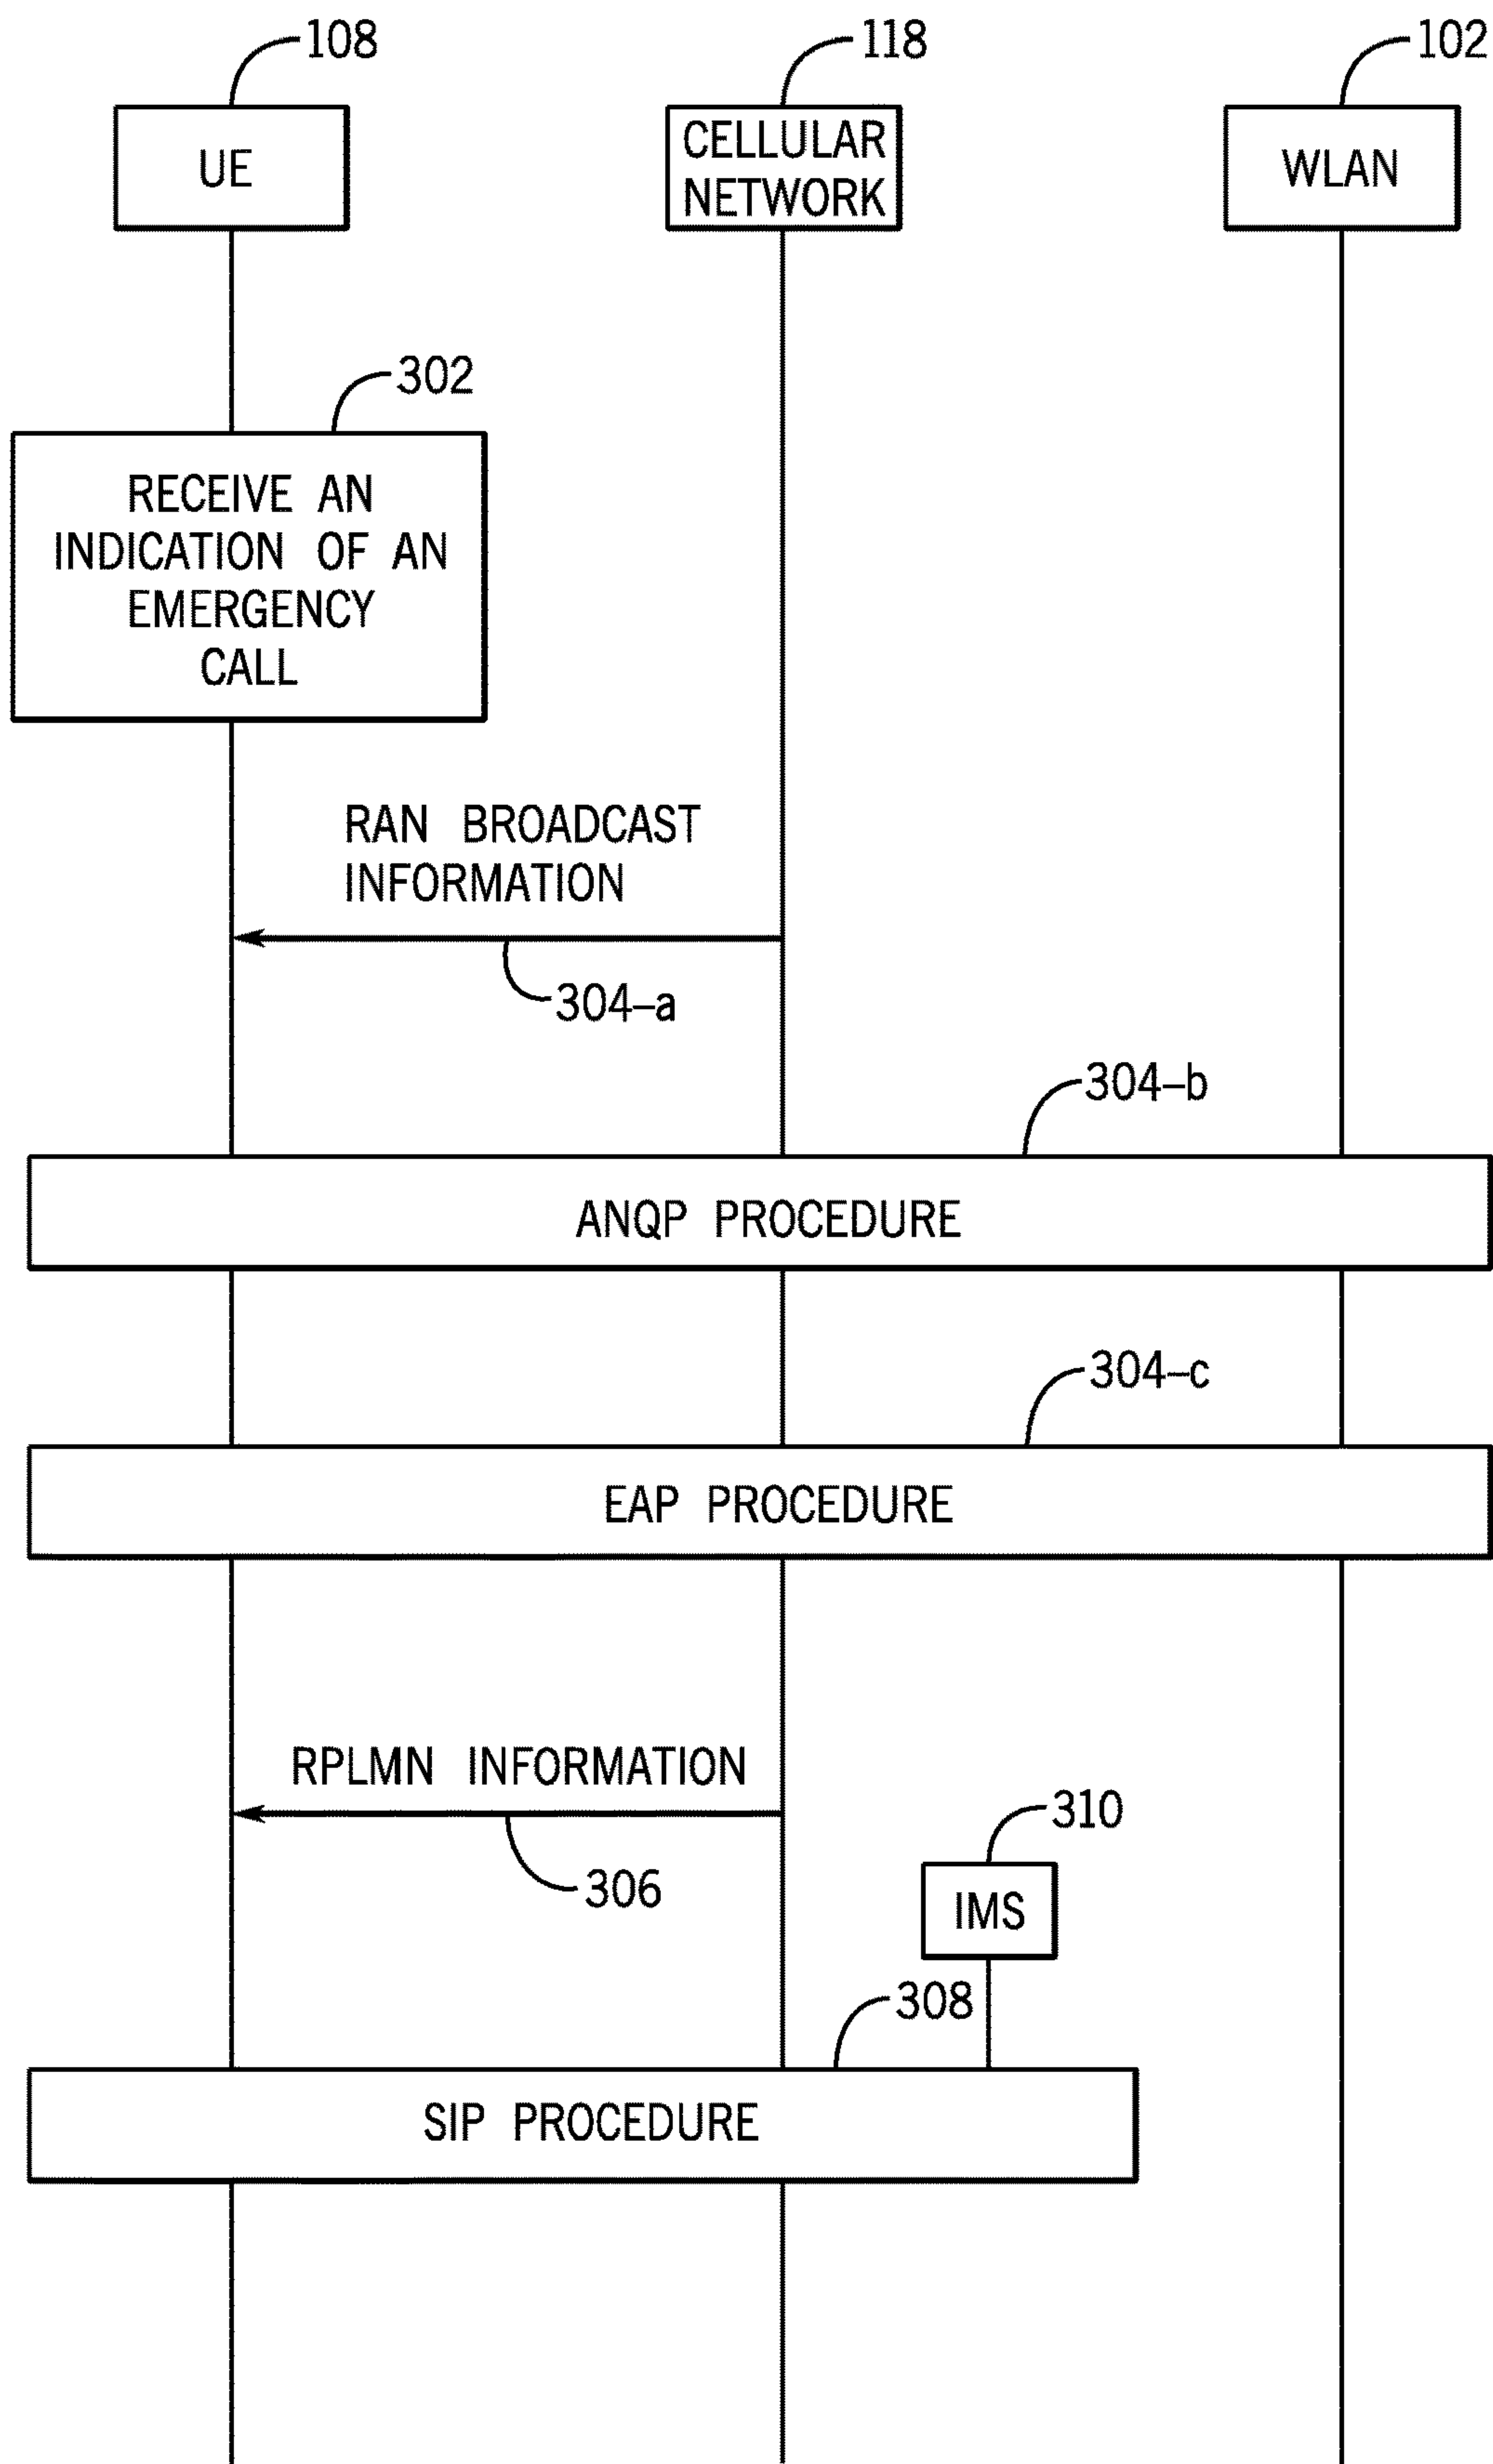 108
118
102
UE
CELLULAR
NETWORK
WLAN
302
RECEIVE AN
INDICATION OF AN
EMERGENCY
CALL
RAN BROADCAST
INFORMATION
304-a
304-b
ANQP PROCEDURE
304-c
EAP PROCEDURE
RPLMN INFORMATION
306
310
IMS
308
SIP PROCEDURE